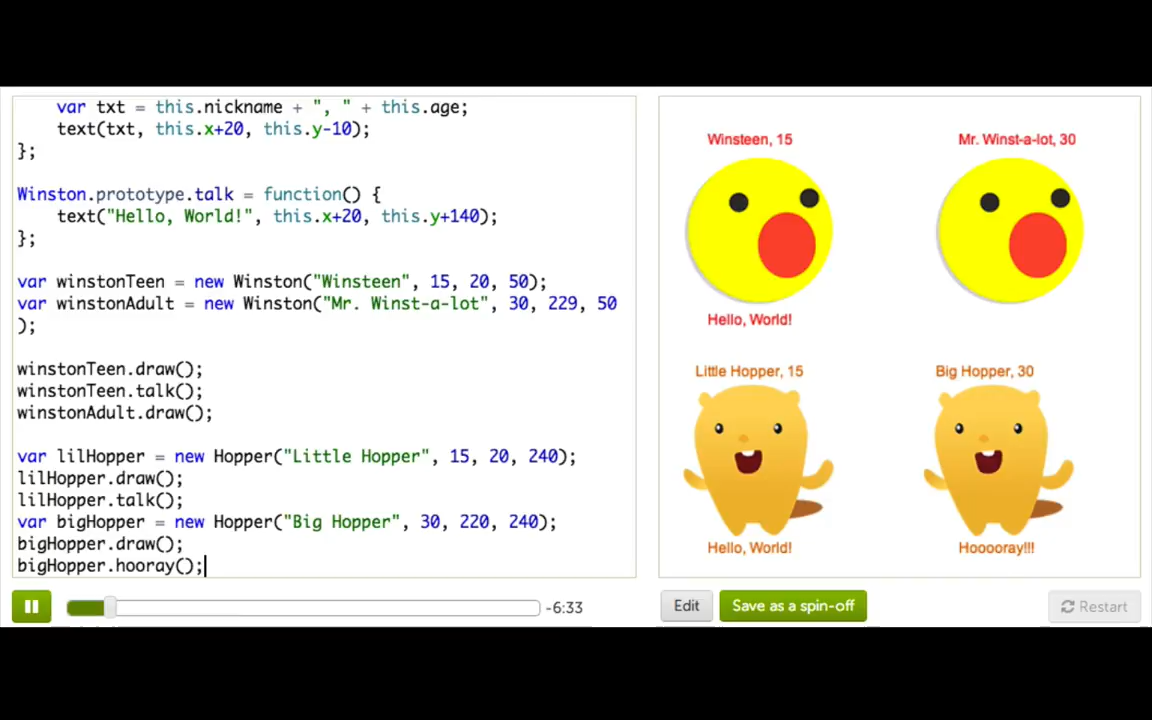 var txt = this.nickname + ", " + this.age;
text(txt, this.x+20, this.y-10);
};
Winston.prototype.talk = function() {
text("Hello, World!", this.x+20, this.y+140);
};
var winstonTeen = new Winston("Winsteen", 15, 20, 50);
var winstonAdult = new Winston("Mr. Winst-a-lot", 30, 229, 50
);
winstonTeen.draw();
winstonTeen.talk();
winstonAdult.draw();
var lilHopper = new Hopper("Little Hopper", 15, 20, 240);
lilHopper.draw();
lilHopper.talk();
var bigHopper = new Hopper("Big Hopper", 30, 220, 240);
bigHopper.draw();
bigHopper.hooray();
-6:33
Winsteen, 15
Mr. Winst-a-lot, 30
Hello, World!
Little Hopper, 15
Big Hopper, 30
Hello, World!
Hooooray!!!
Edit
Save as a spin-off
Restart